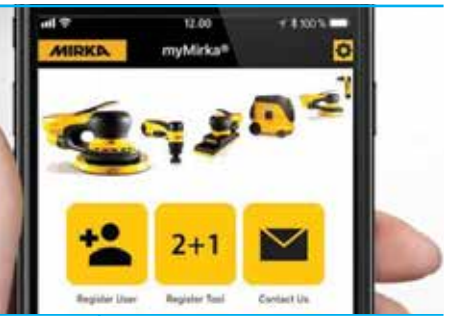 12.00 100 %
MIRKA myMirka®
2+1
Register User Register Tool Contact Us